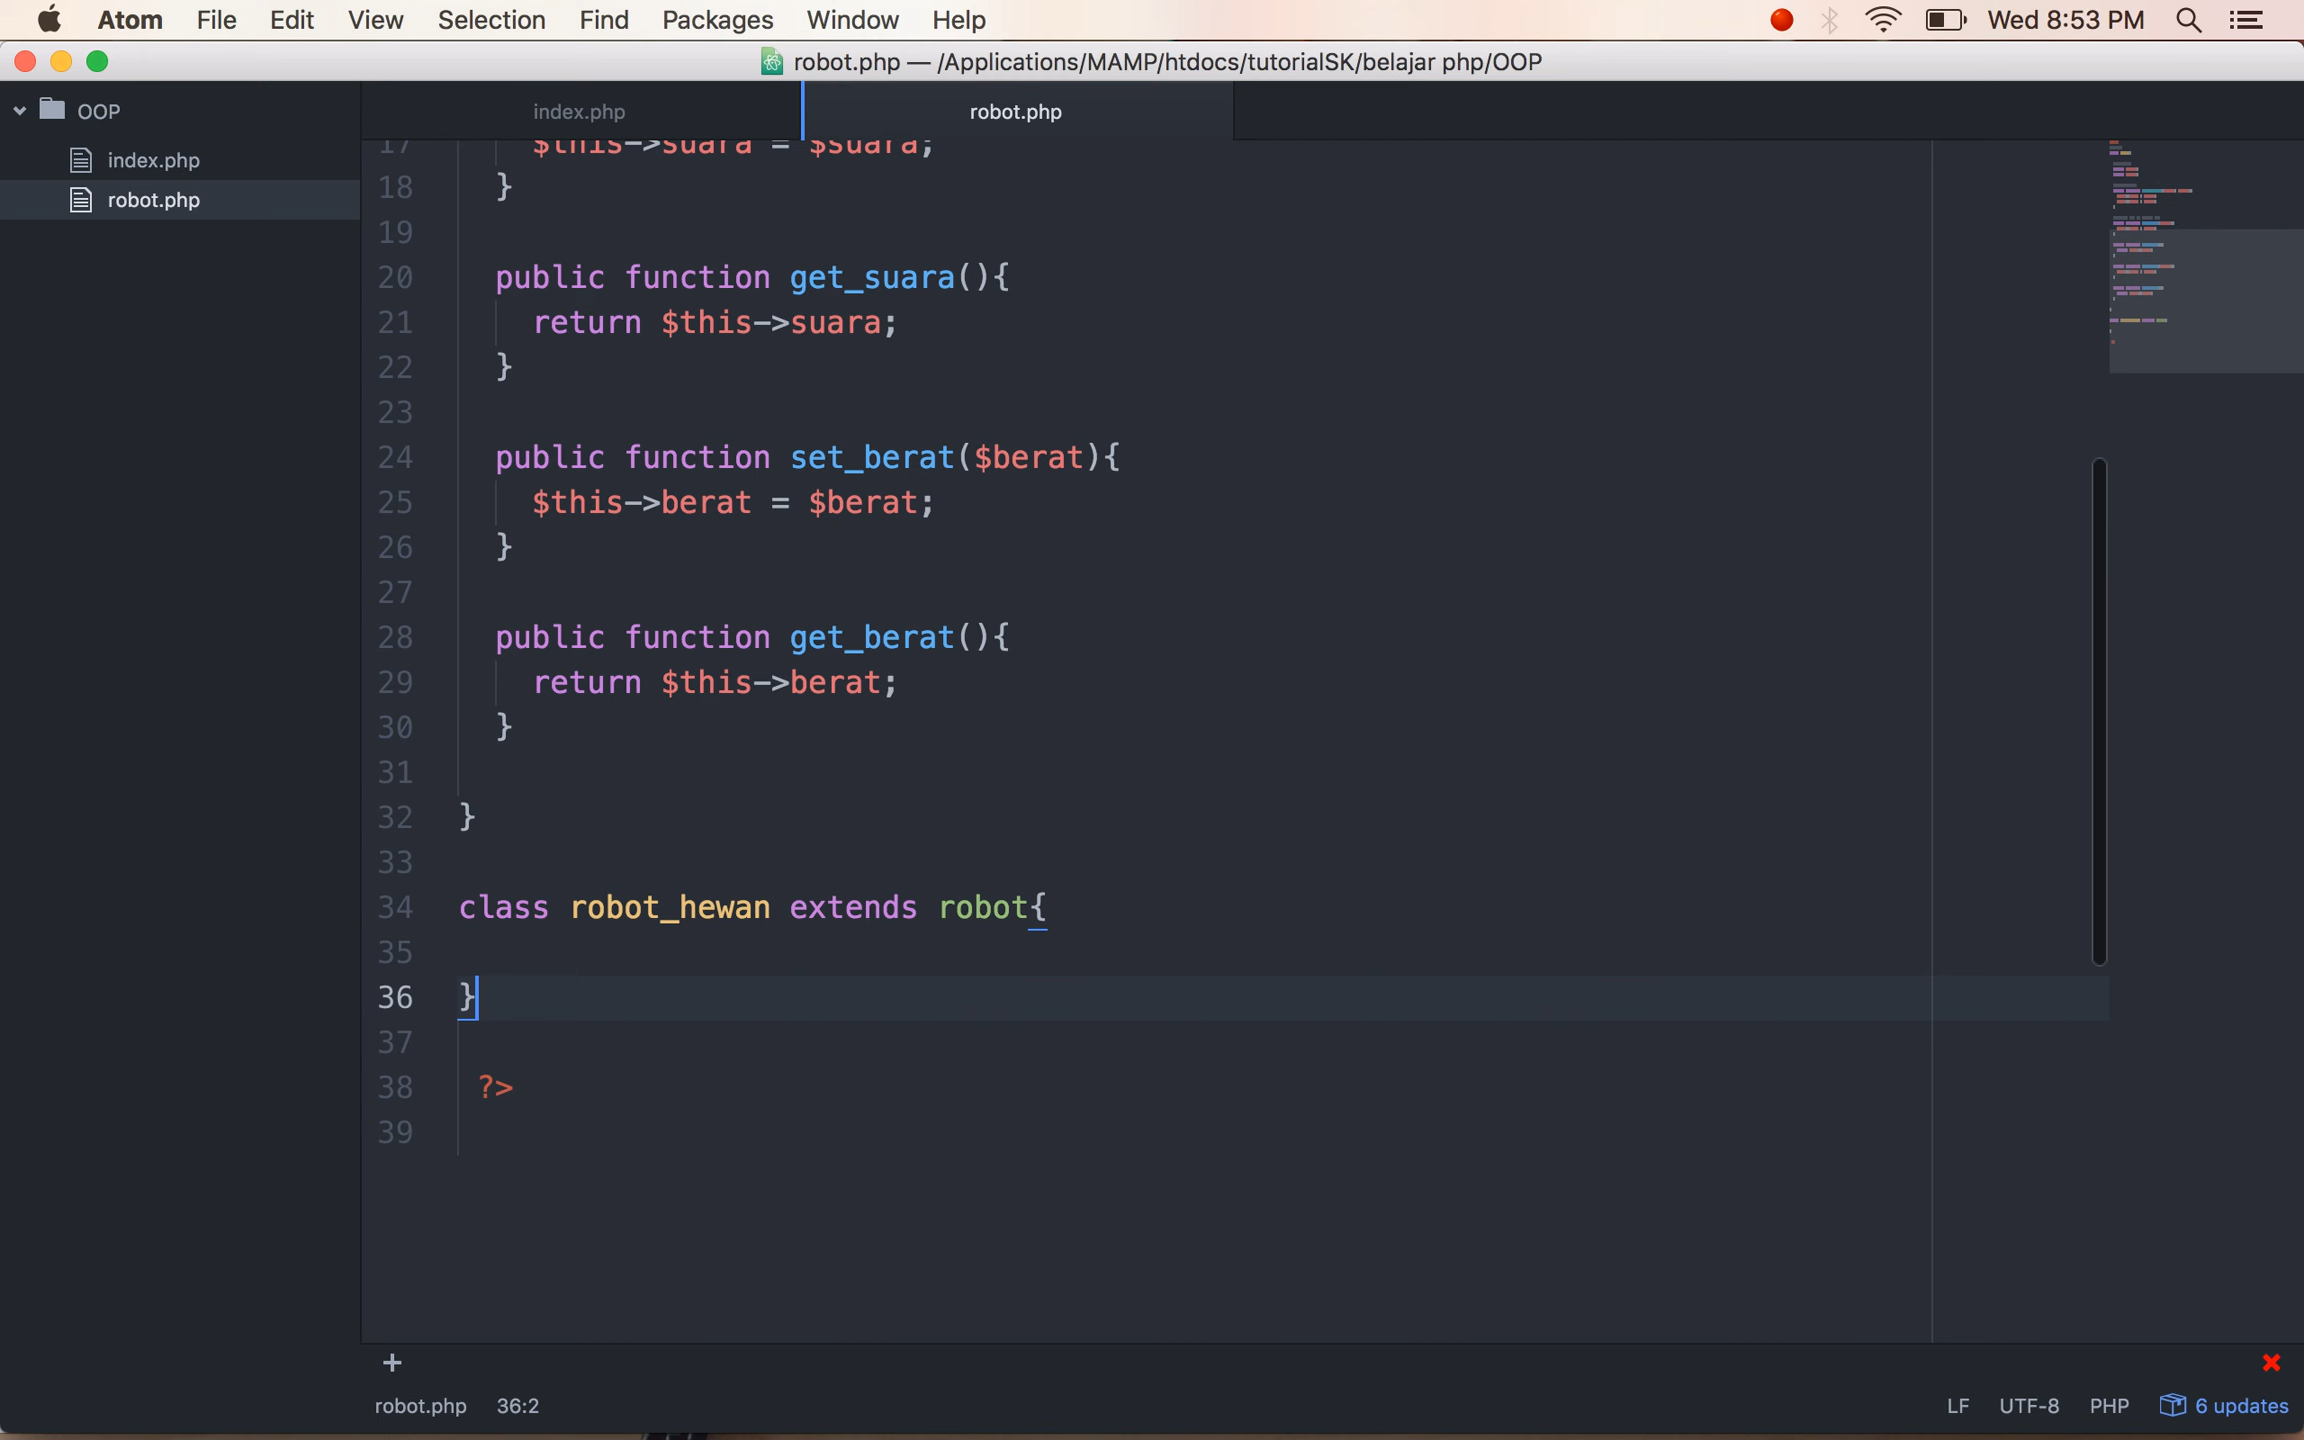 Atom File Edit View Selection Find Packages Window Help Wed 8:53 PM
robot.php — /Applications/MAMP/htdocs/tutorialSK/belajar php/OOP
OOP
index.php
robot.php
index.php robot.php
17 $this->suara = $suara;
18 }
19
20 public function get_suara(){
21 return $this->suara;
22 }
23
24 public function set_berat($berat){
25 $this->berat = $berat;
26 }
27
28 public function get_berat(){
29 return $this->berat;
30 }
31
32 }
33
34 class robot_hewan extends robot{
35
36 }
37
38 ?>
39
+
robot.php 36:2 LF UTF-8 PHP 6 updates